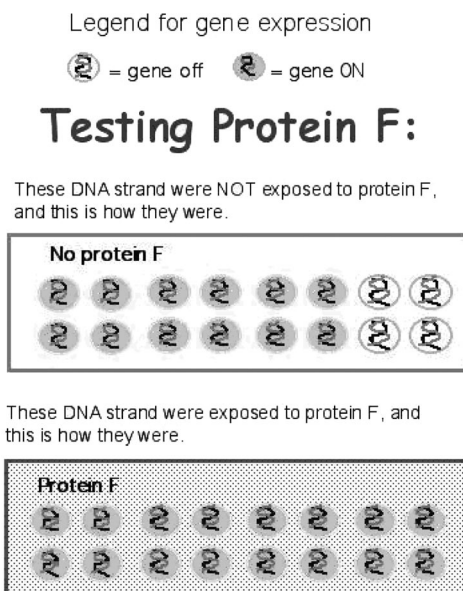 Legend for gene expression
= gene off = gene ON
Testing Protein F:
These DNA strand were NOT exposed to protein F,
and this is how they were.
No protein F
These DNA strand were exposed to protein F, and
this is how they were.
Protein F